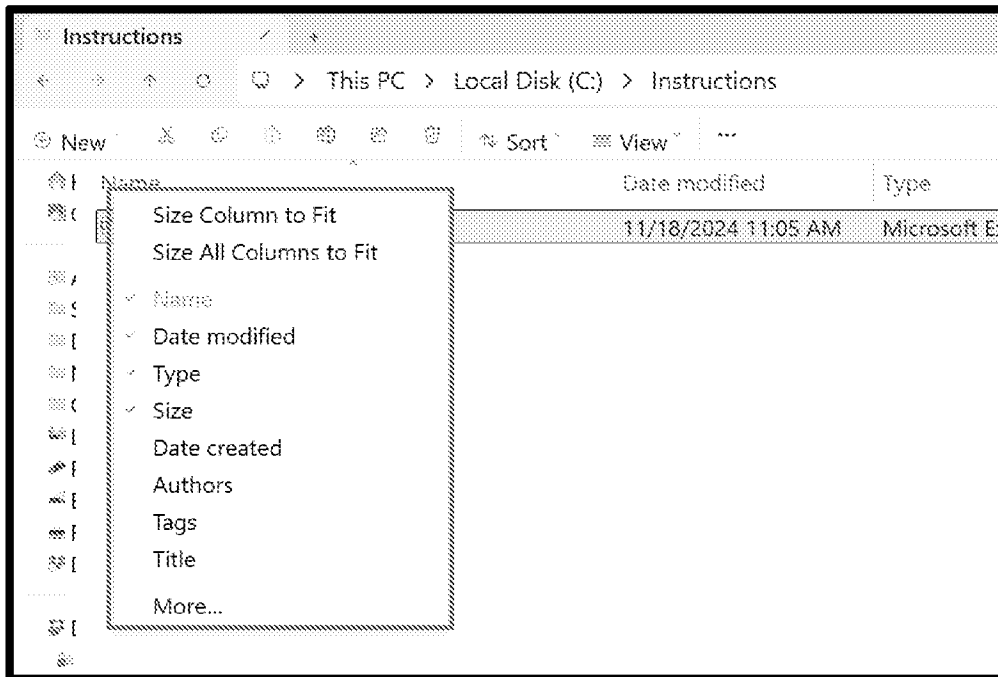 Instructions
This PC > Local Disk (C:) > Instructions
New Sort View ...
Name Date modified Type
11/18/2024 11:05 AM Microsoft
Size Column to Fit
Size All Columns to Fit
Name
Date modified
Type
Size
Date created
Authors
Tags
Title
More...